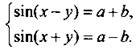 sin(x − y) = a + b,
sin(x + y) = a − b.